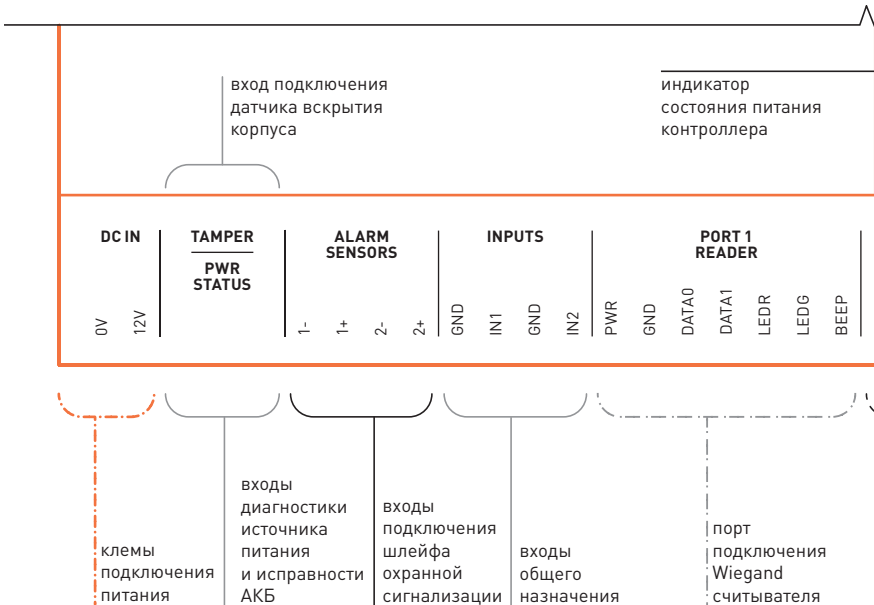 вход подключения
датчика вскрытия
корпуса
индикатор
состояния питания
контроллера
DC IN
TAMPER
PWR
STATUS
ALARM
SENSORS
INPUTS
PORT 1
READER
0V
12V
1-
1+
2-
2+
GND
IN1
GND
IN2
PWR
GND
DATA0
DATA1
LEDR
LEDG
BEEP
клемы
подключения
питания
входы
диагностики
источника
питания
и исправности
АКБ
входы
подключения
шлейфа
охранной
сигнализации
входы
общего
назначения
порт
подключения
Wiegand
считывателя